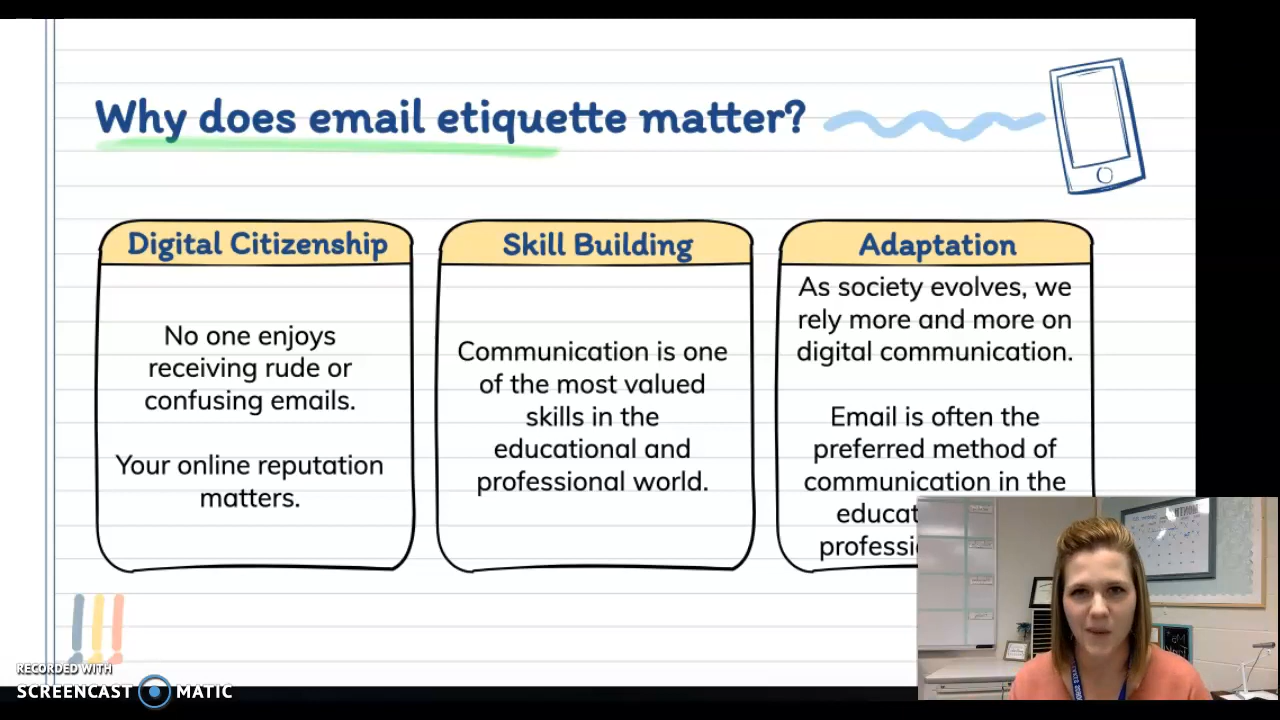 Why does email etiquette matter?
Digital Citizenship
No one enjoys
receiving rude or
confusing emails.
Your online reputation
matters.
Skill Building
Communication is one
of the most valued
skills in the
educational and
professional world.
Adaptation
As society evolves, we
rely more and more on
digital communication.
Email is often the
preferred method of
communication in the
educat
professi
RECORDED WITH
SCREENCAST MATIC